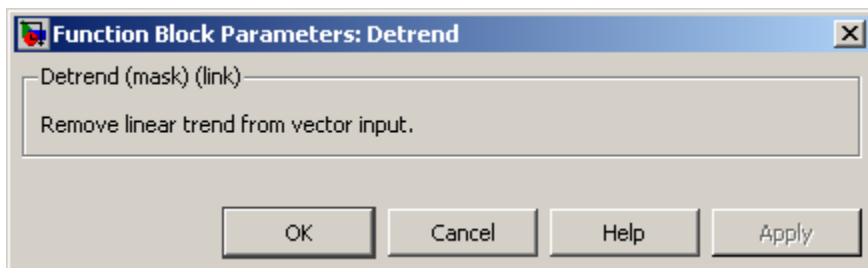 Function Block Parameters: Detrend
Detrend (mask) (link)
Remove linear trend from vector input.
OK Cancel Help Apply